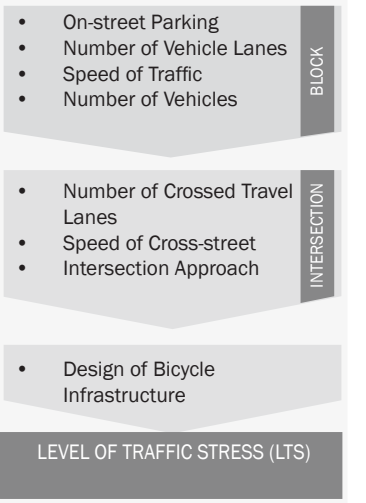 • On-street Parking
• Number of Vehicle Lanes
• Speed of Traffic
• Number of Vehicles
BLOCK
• Number of Crossed Travel
Lanes
• Speed of Cross-street
• Intersection Approach
INTERSECTION
• Design of Bicycle
Infrastructure
LEVEL OF TRAFFIC STRESS (LTS)